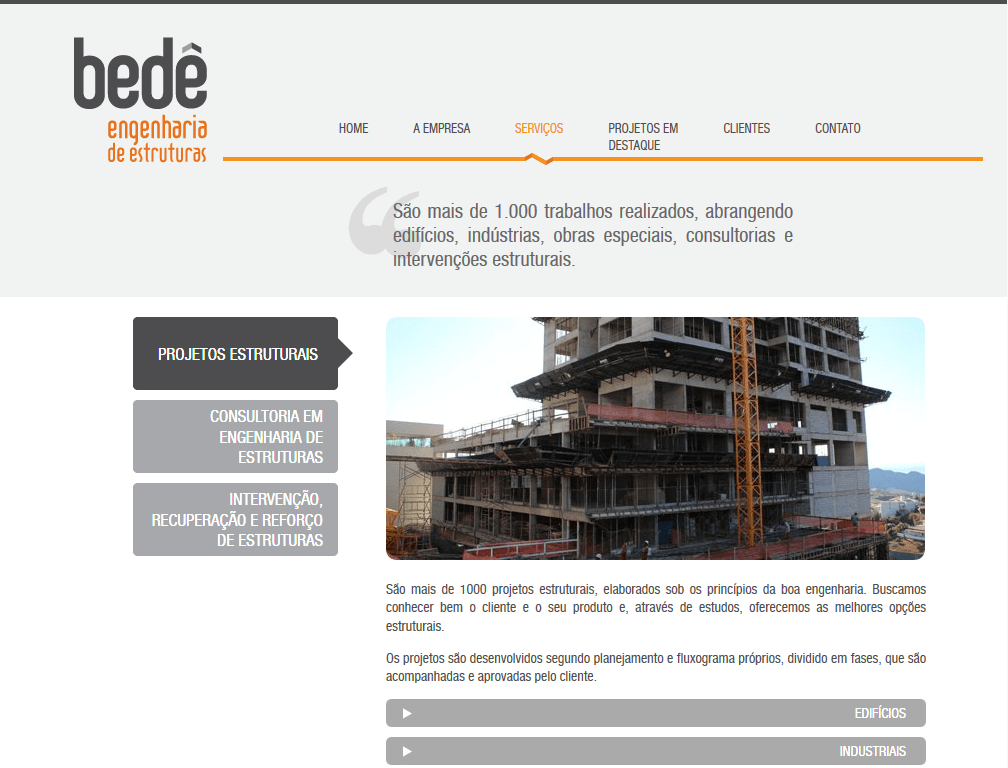 bedê
engenharia
de estruturas
HOME
A EMPRESA
SERVIÇOS
PROJETOS EM
DESTAQUE
CLIENTES
CONTATO
São mais de 1.000 trabalhos realizados, abrangendo
edifícios, indústrias, obras especiais, consultorias e
intervenções estruturais.
PROJETOS ESTRUTURAIS
CONSULTORIA EM
ENGENHARIA DE
ESTRUTURAS
INTERVENÇÃO,
RECUPERAÇÃO E REFORÇO
DE ESTRUTURAS
São mais de 1000 projetos estruturais, elaborados sob os princípios da boa engenharia. Buscamos
conhecer bem o cliente e o seu produto e, através de estudos, oferecemos as melhores opções
estruturais.
Os projetos são desenvolvidos segundo planejamento e fluxograma próprios, dividido em fases, que são
acompanhadas e aprovadas pelo cliente.
EDIFÍCIOS
INDUSTRIAIS